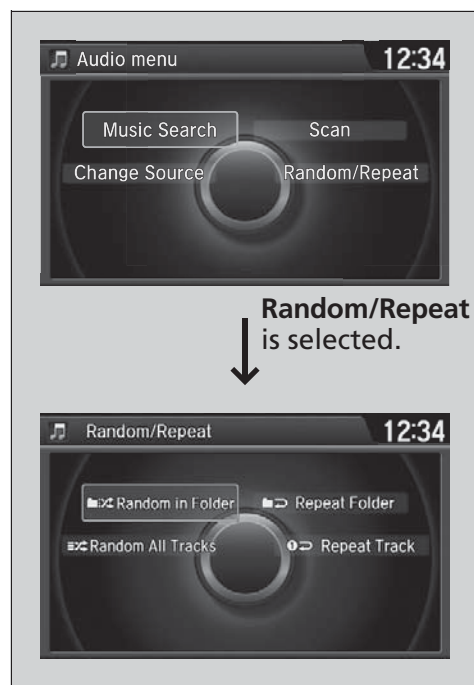 Audio menu 12:34
Music Search Scan
Change Source Random/Repeat
Random/Repeat
is selected.
Random/Repeat 12:34
Random in Folder Repeat Folder
Random All Tracks Repeat Track